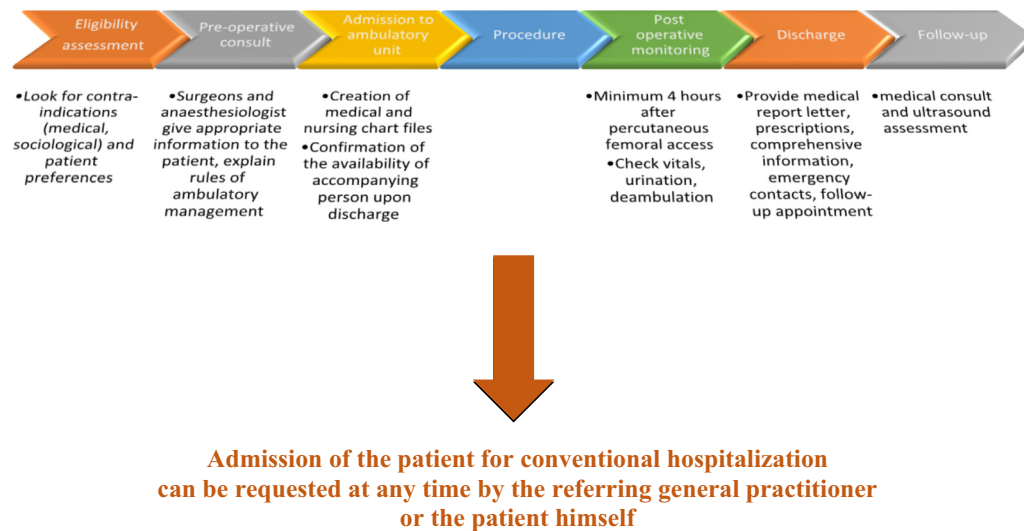 Eligibility
assessment
Pre-operative
consult
Admission to
ambulatory
unit
Procedure
Post
operative
monitoring
Discharge
Follow-up
•Look for contra-
indications
(medical,
sociological) and
patient
preferences
•Surgeons and
anaesthesiologist
give appropriate
information to the
patient, explain
rules of
ambulatory
management
•Creation of
medical and
nursing chart files
•Confirmation of
the availability of
accompanying
person upon
discharge
•Minimum 4 hours
after
percutaneous
femoral access
•Check vitals,
urination,
deambulation
•Provide medical
report letter,
prescriptions,
comprehensive
information,
emergency
contacts, follow-
up appointment
•medical consult
and ultrasound
assessment
Admission of the patient for conventional hospitalization
can be requested at any time by the referring general practitioner
or the patient himself